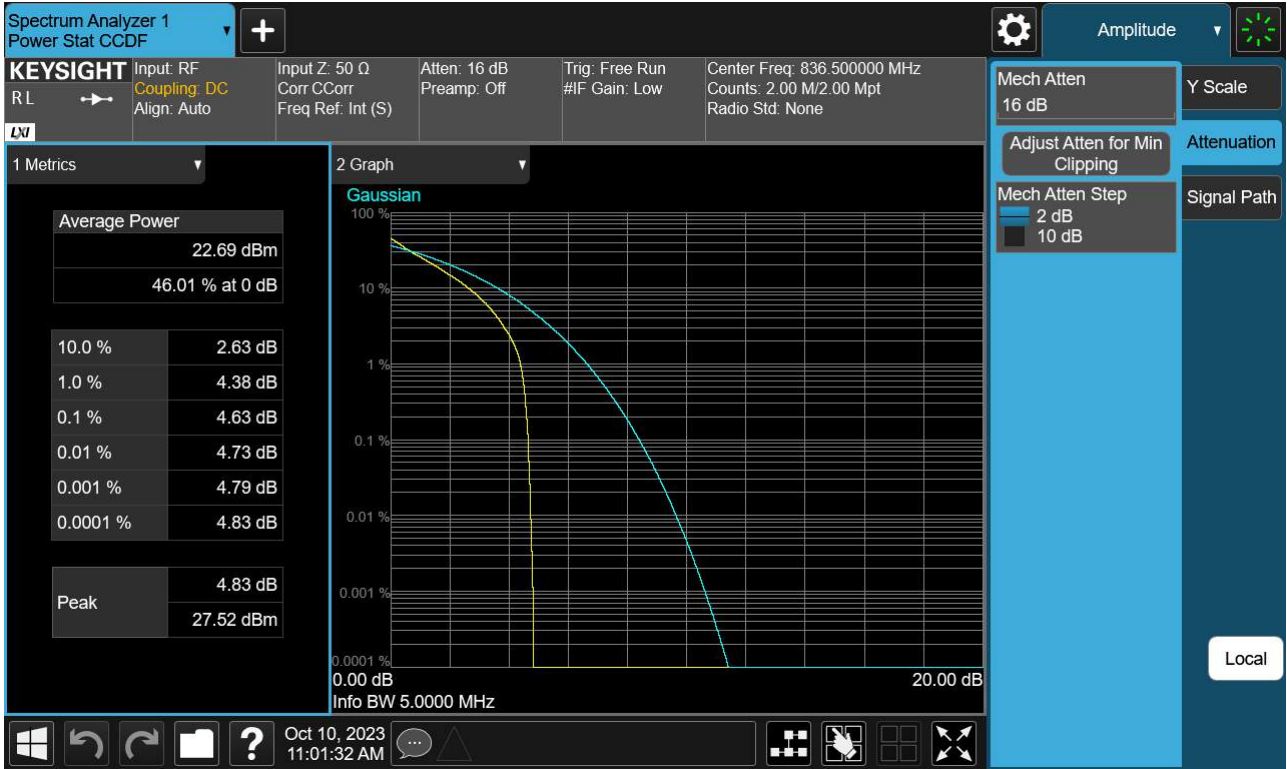 Spectrum Analyzer 1
Power Stat CCDF
+
Amplitude
KEYSIGHT
R L
LXI
Input: RF
Coupling: DC
Align: Auto
Input Z: 50 Ω
Corr CCorr
Freq Ref: Int (S)
Atten: 16 dB
Preamp: Off
Trig: Free Run
#IF Gain: Low
Center Freq: 836.500000 MHz
Counts: 2.00 M/2.00 Mpt
Radio Std: None
Mech Atten
16 dB
Adjust Atten for Min
Clipping
Mech Atten Step
2 dB
10 dB
Y Scale
Attenuation
Signal Path
Local
1 Metrics
Average Power
22.69 dBm
46.01 % at 0 dB
10.0 % 2.63 dB
1.0 % 4.38 dB
0.1 % 4.63 dB
0.01 % 4.73 dB
0.001 % 4.79 dB
0.0001 % 4.83 dB
Peak
4.83 dB
27.52 dBm
2 Graph
Gaussian
100 %
10 %
1 %
0.1 %
0.01 %
0.001 %
0.0001 %
0.00 dB 20.00 dB
Info BW 5.0000 MHz
?
Oct 10, 2023
11:01:32 AM